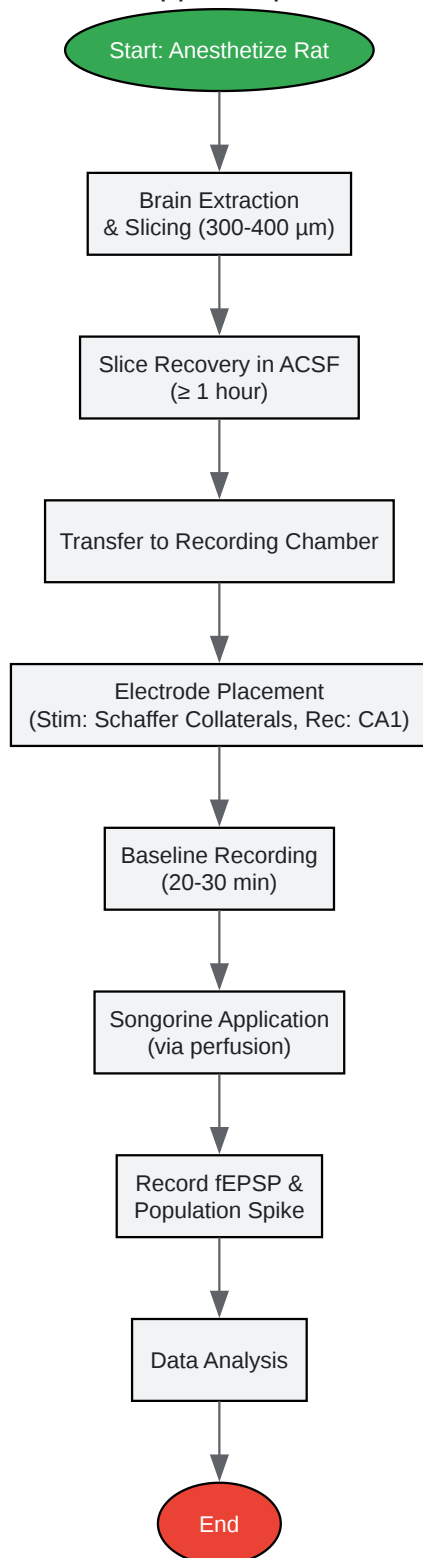 Start: Anesthetize Rat
Brain Extraction
& Slicing (300-400 µm)
Slice Recovery in ACSF
(≥ 1 hour)
Transfer to Recording Chamber
Electrode Placement
(Stim: Schaffer Collaterals, Rec: CA1)
Baseline Recording
(20-30 min)
Songorine Application
(via perfusion)
Record fEPSP &
Population Spike
Data Analysis
End